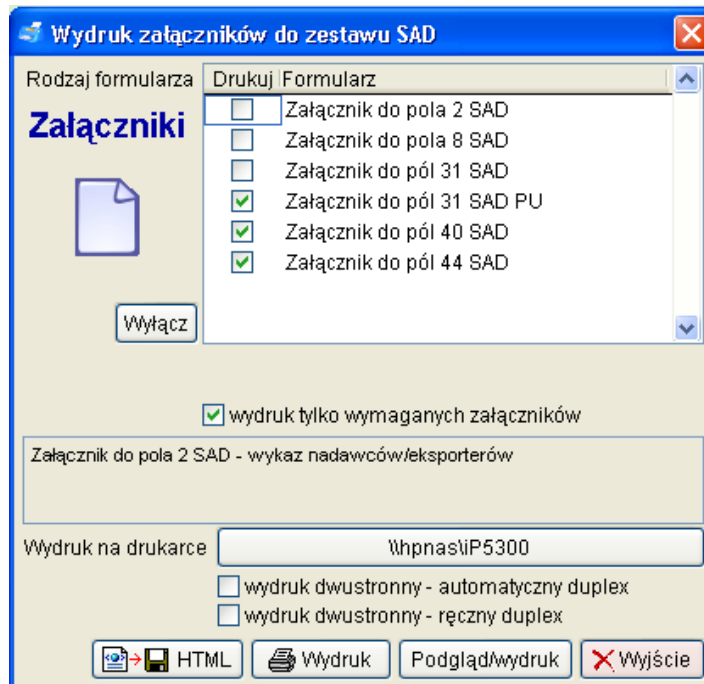 Wydruk załączników do zestawu SAD
Rodzaj formularza
Załączniki
Wyłącz
Drukuj Formularz
Załącznik do pola 2 SAD
Załącznik do pola 8 SAD
Załącznik do pól 31 SAD
Załącznik do pól 31 SAD PU
Załącznik do pól 40 SAD
Załącznik do pól 44 SAD
wydruk tylko wymaganych załączników
Załącznik do pola 2 SAD - wykaz nadawców/eksporterów
Wydruk na drukarce
\\hpnas\iP5300
wydruk dwustronny - automatyczny duplex
wydruk dwustronny - ręczny duplex
HTML
Wydruk
Podgląd/wydruk
Wyjście